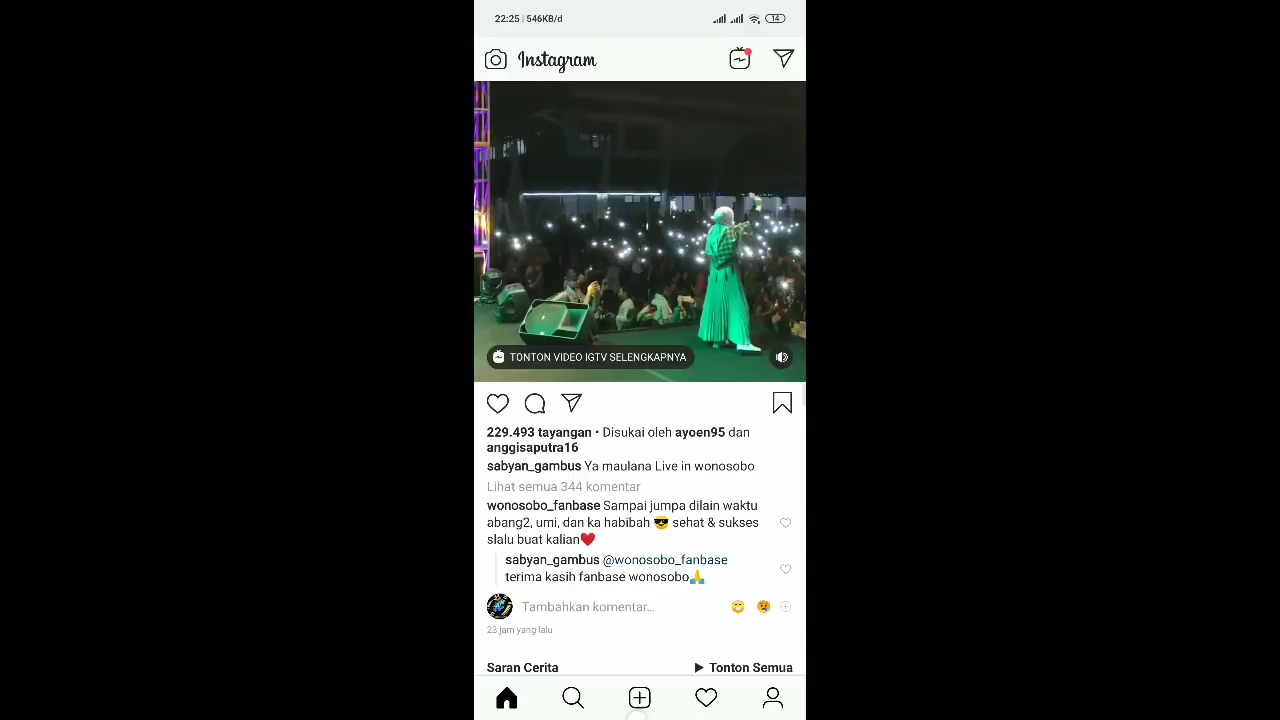 22:25 | 546KB/d
14
Instagram
TONTON VIDEO IGTV SELENGKAPNYA
229.493 tayangan • Disukai oleh ayoen95 dan
anggisaputra16
sabyan_gambus Ya maulana Live in wonosobo
Lihat semua 344 komentar
wonosobo_fanbase Sampai jumpa dilain waktu
abang2, umi, dan ka habibah 😎 sehat & sukses
slalu buat kalian❤️
sabyan_gambus @wonosobo_fanbase
terima kasih fanbase wonosobo🙏
Tambahkan komentar...
23 jam yang lalu
Saran Cerita
▶ Tonton Semua